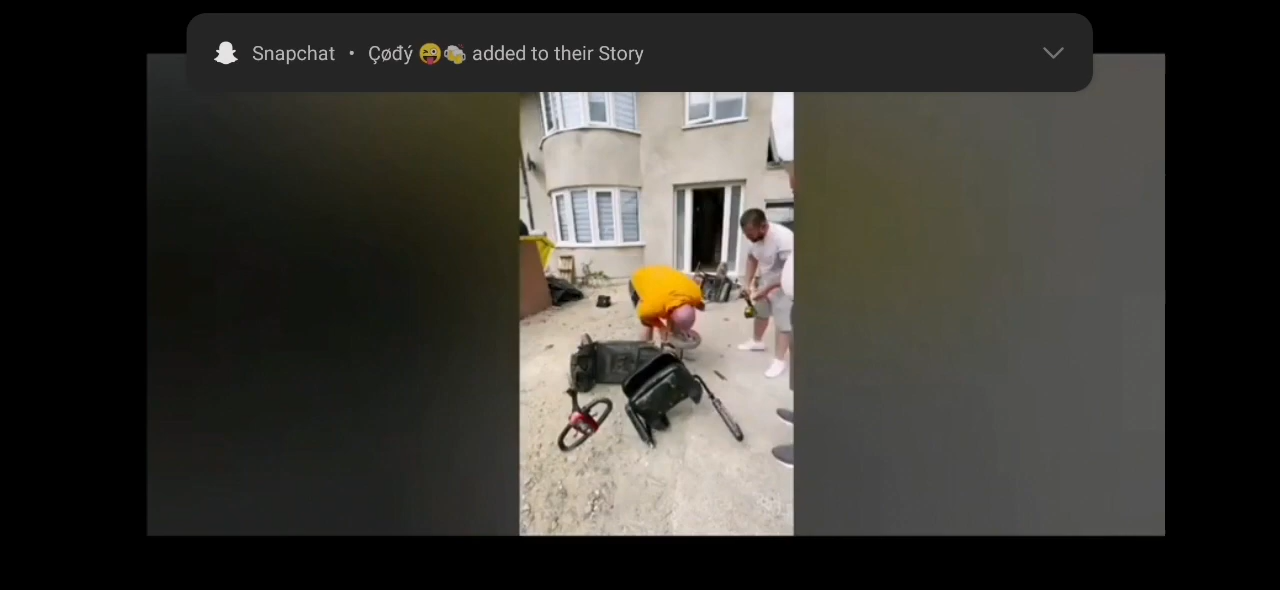 Snapchat • Çøđý 😜🎭 added to their Story